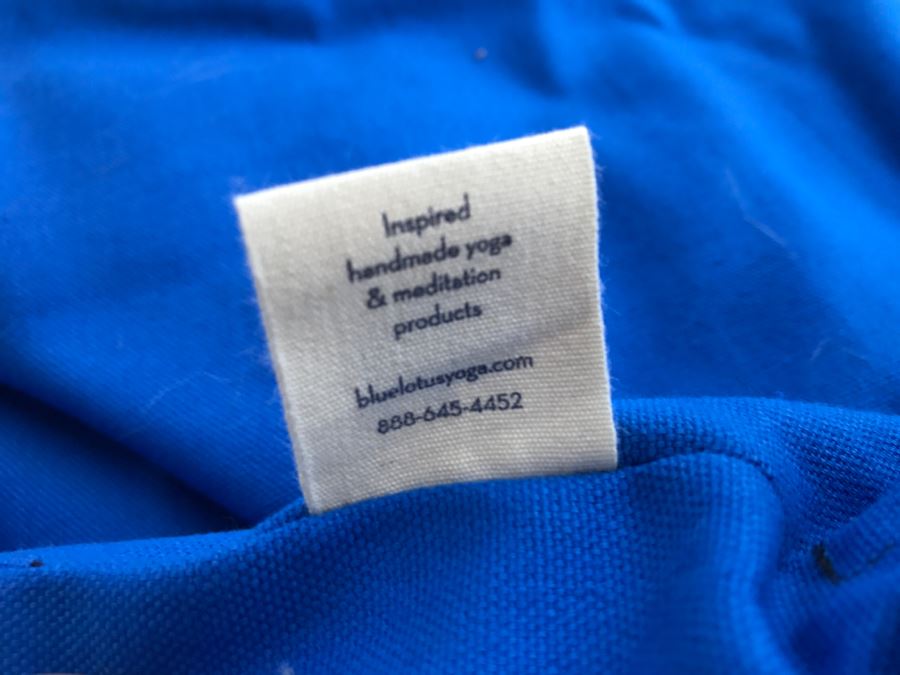 Inspired
handmade yoga
& meditation
products
bluelotusyoga.com
888-645-4452